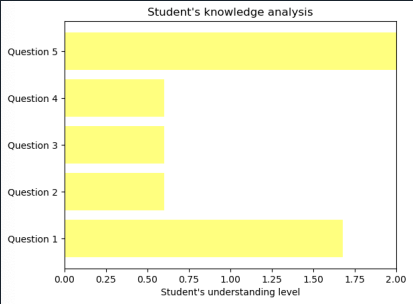 Student's knowledge analysis
Question 5
Question 4
Question 3
Question 2
Question 1
0.00 0.25 0.50 0.75 1.00 1.25 1.50 1.75 2.00
Student's understanding level